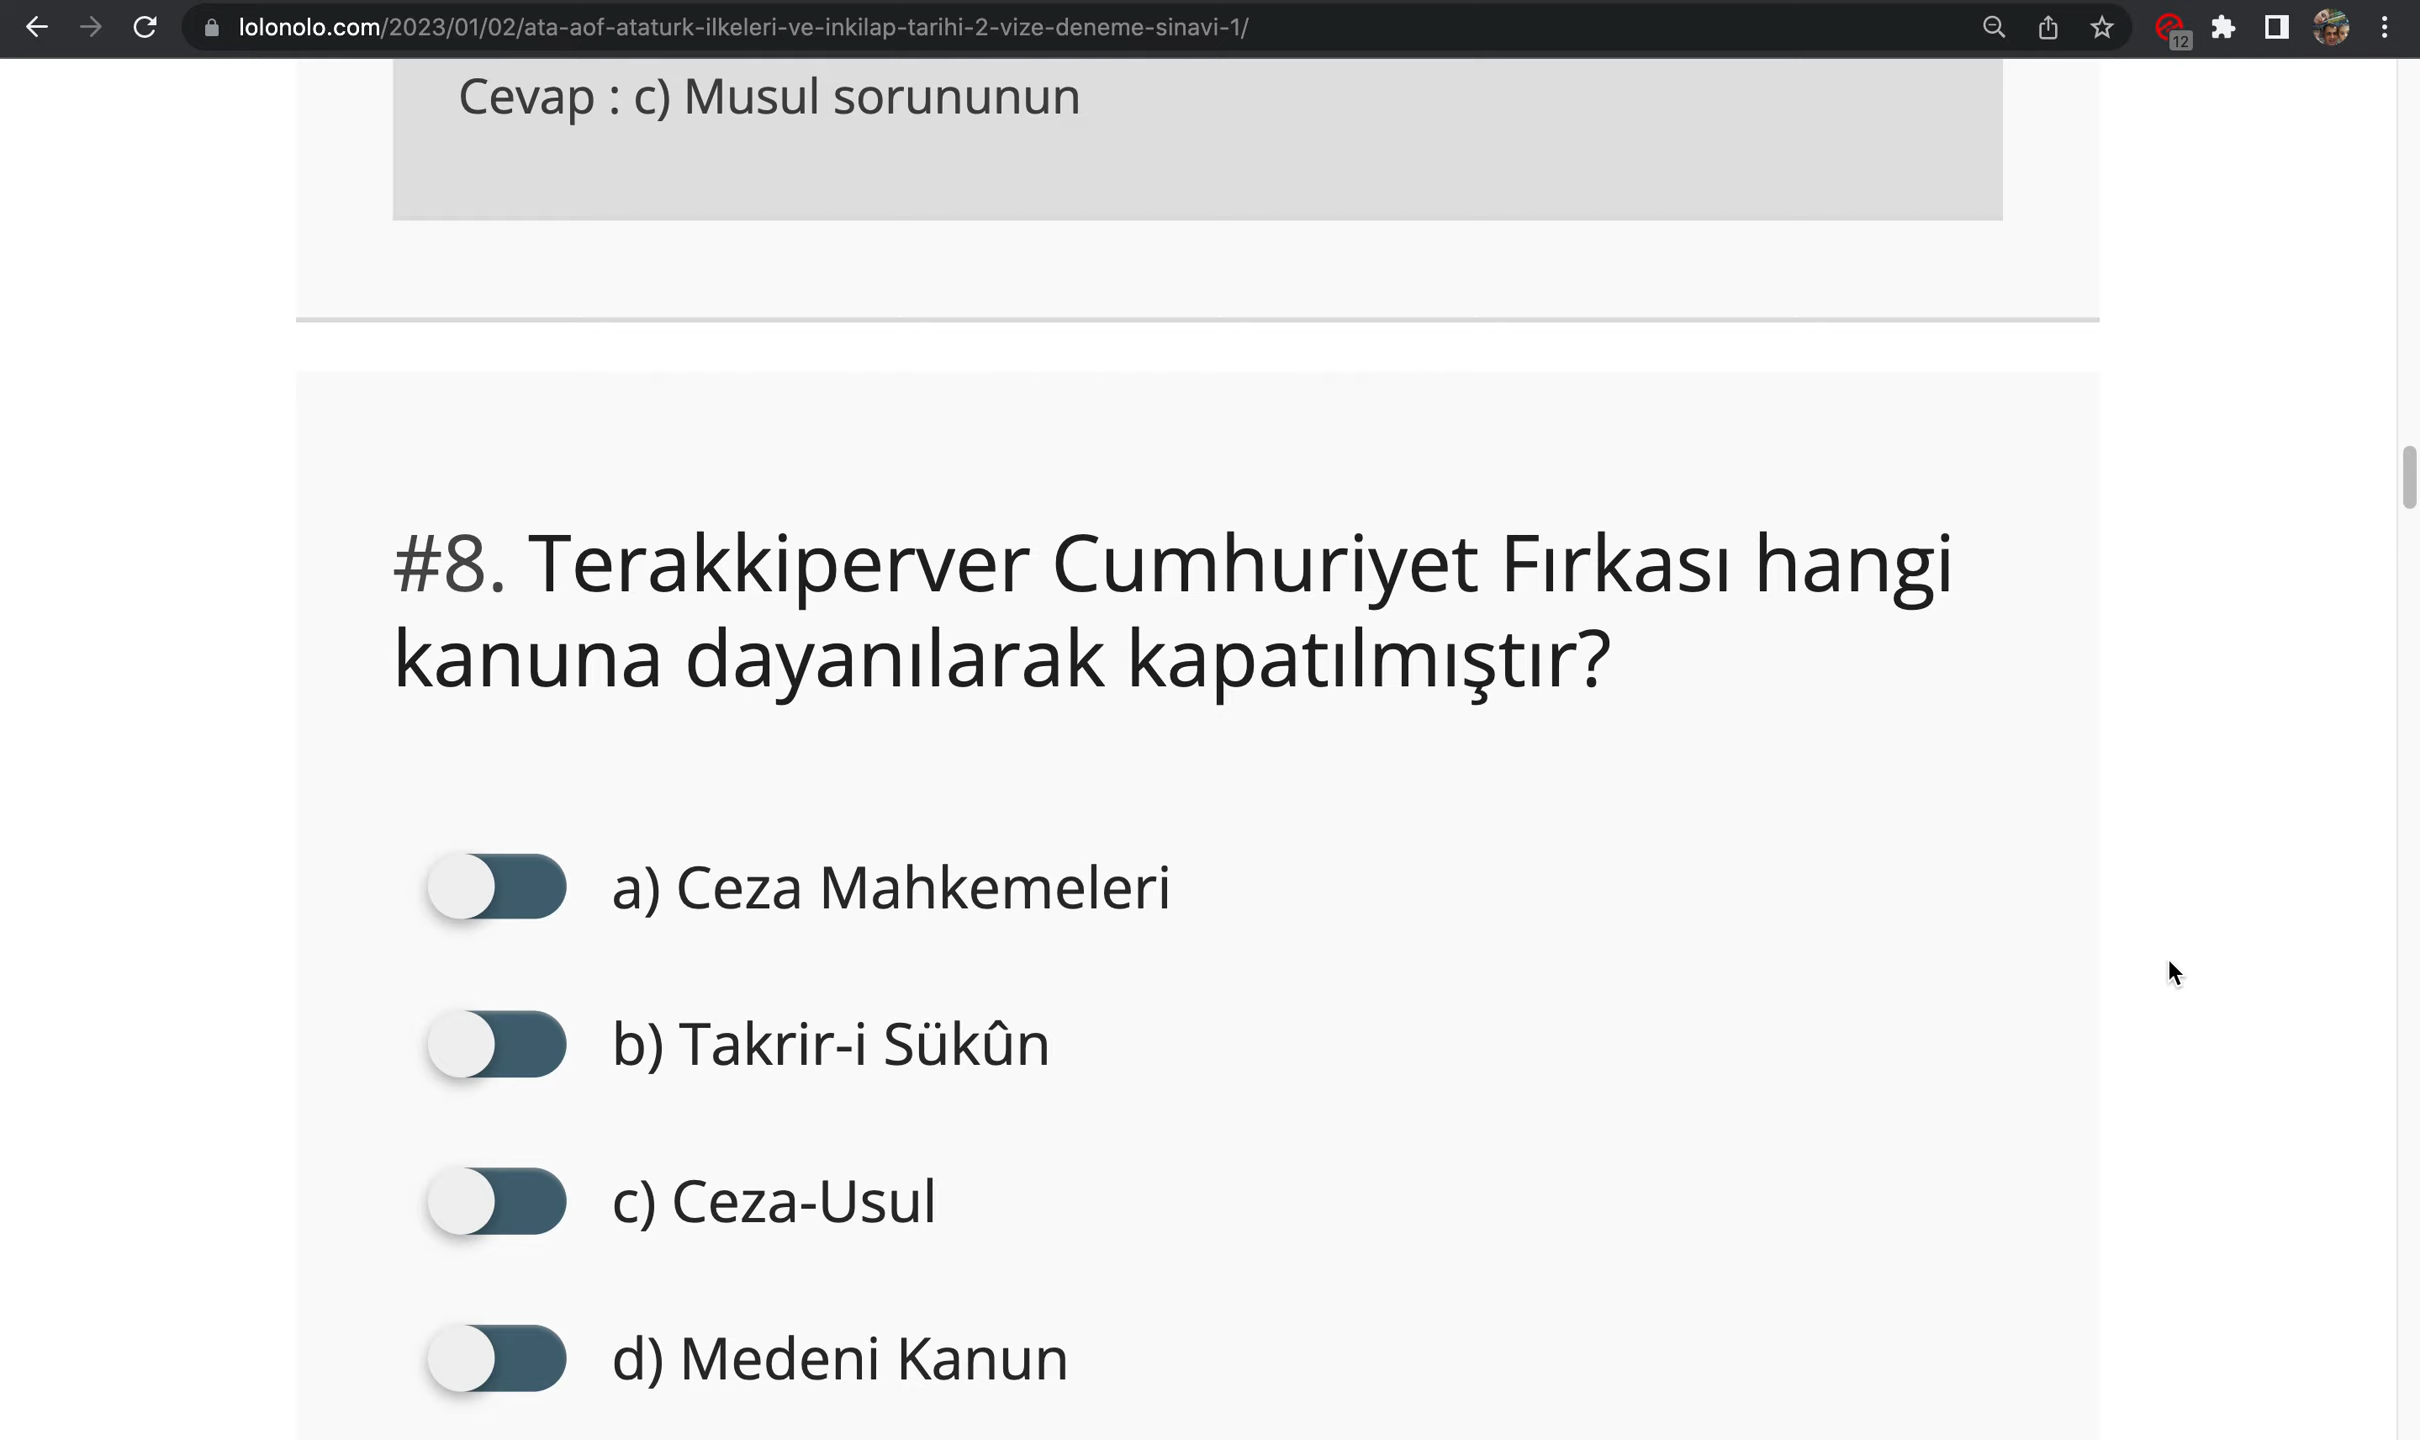 lolonolo.com/2023/01/02/ata-aof-ataturk-ilkeleri-ve-inkilap-tarihi-2-vize-deneme-sinavi-1/
12
Cevap : c) Musul sorununun
#8. Terakkiperver Cumhuriyet Fırkası hangi
kanuna dayanılarak kapatılmıştır?
a) Ceza Mahkemeleri
b) Takrir-i Sükûn
c) Ceza-Usul
d) Medeni Kanun